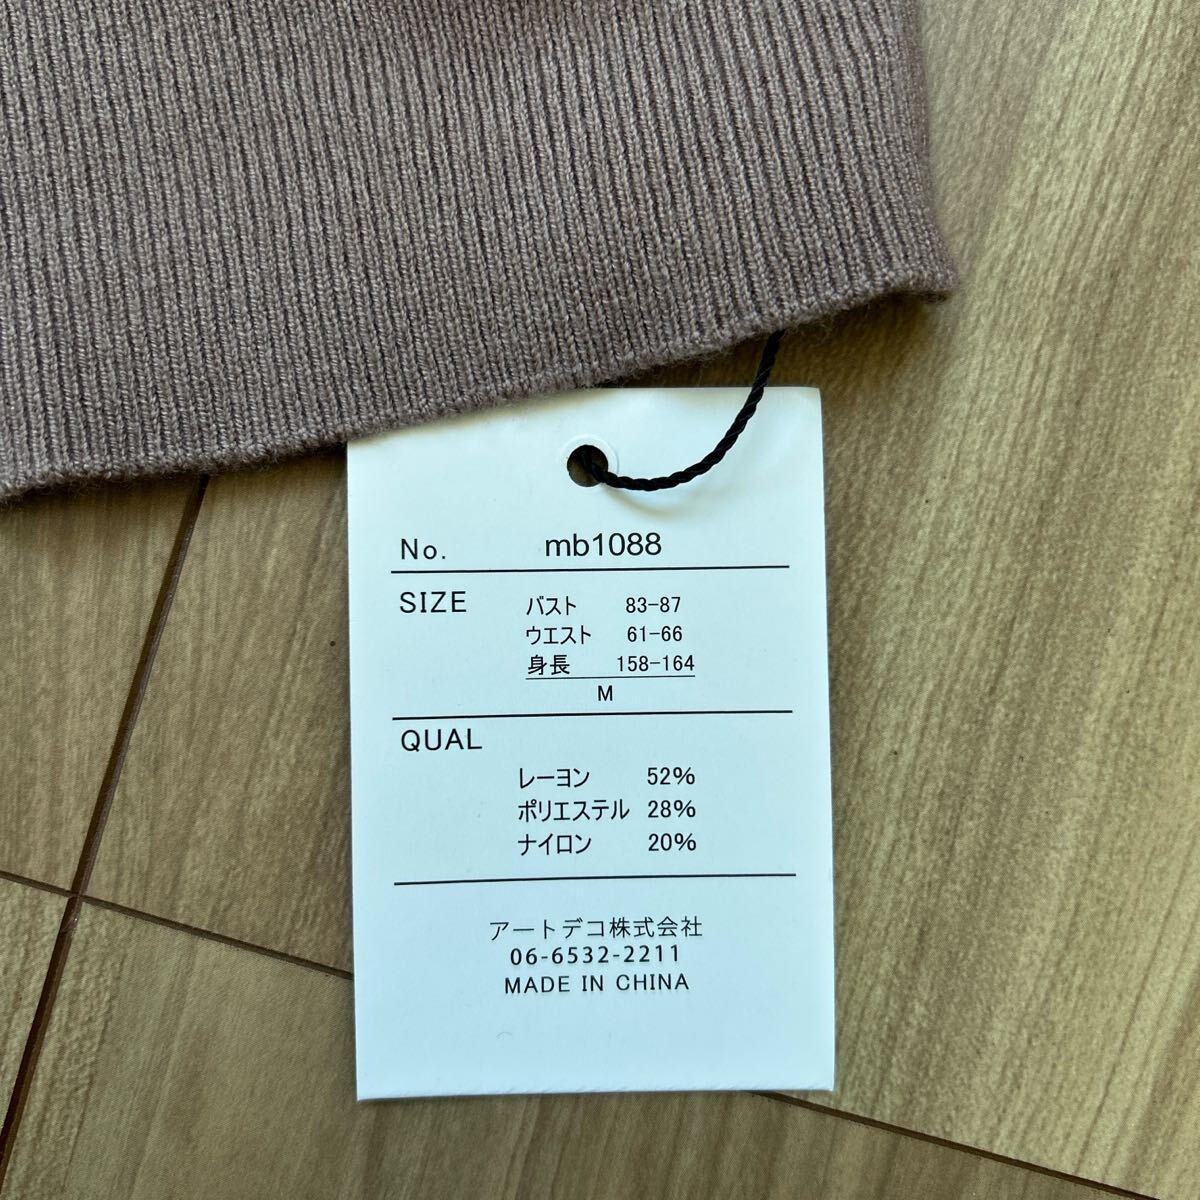 No. mb1088
SIZE バスト 83-87
ウエスト 61-66
身長 158-164
M
QUAL
レーヨン 52%
ポリエステル 28%
ナイロン 20%
アートデコ株式会社
06-6532-2211
MADE IN CHINA